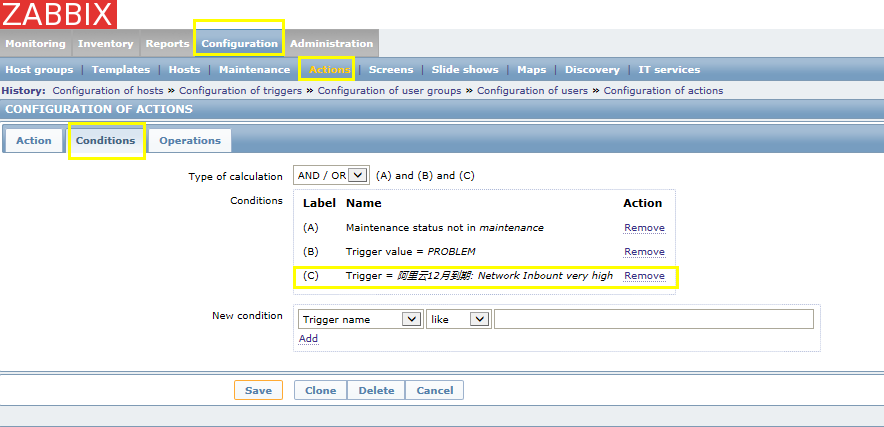 ZABBIX
Monitoring Inventory Reports Configuration Administration
Host groups | Templates | Hosts | Maintenance | Actions | Screens | Slide shows | Maps | Discovery | IT services
History: Configuration of hosts » Configuration of triggers » Configuration of user groups » Configuration of users » Configuration of actions
CONFIGURATION OF ACTIONS
Action Conditions Operations
Type of calculation AND / OR (A) and (B) and (C)
Conditions Label Name Action
(A) Maintenance status not in maintenance Remove
(B) Trigger value = PROBLEM Remove
(C) Trigger = 阿里云12月到期: Network Inbount very high Remove
New condition Trigger name like
Add
Save Clone Delete Cancel